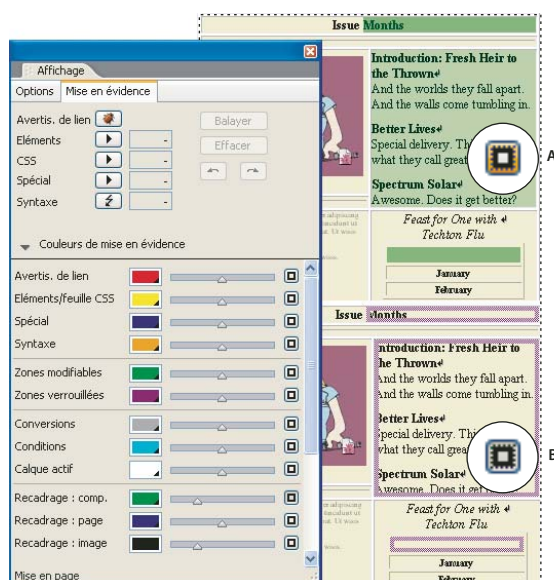 Issue Months
Affichage
Options Mise en évidence
Avertis. de lien
Eléments
CSS
Spécial
Syntaxe
Balayer
Effacer
Couleurs de mise en évidence
Avertis. de lien
Eléments/feuille CSS
Spécial
Syntaxe
Zones modifiables
Zones verrouillées
Conversions
Conditions
Calque actif
Recadrage : comp.
Recadrage : page
Recadrage : image
Mise en page
Introduction: Fresh Heir to
the Thrown
And the worlds they fall apart.
And the walls come tumbling in.
Better Lives
Special delivery. Th
what they call great
Spectrum Solar
Awesome. Does it get better?
A
Feast for One with
Techton Flu
January
February
Issue Months
ntroduction: Fresh Heir to
he Thrown
And the worlds they fall apart.
And the walls come tumbling in.
Better Lives
pecial delivery. Thi
what they call grea
Spectrum Solar
Awesome. Does it get
B
Feast for One with
Techton Flu
January
February